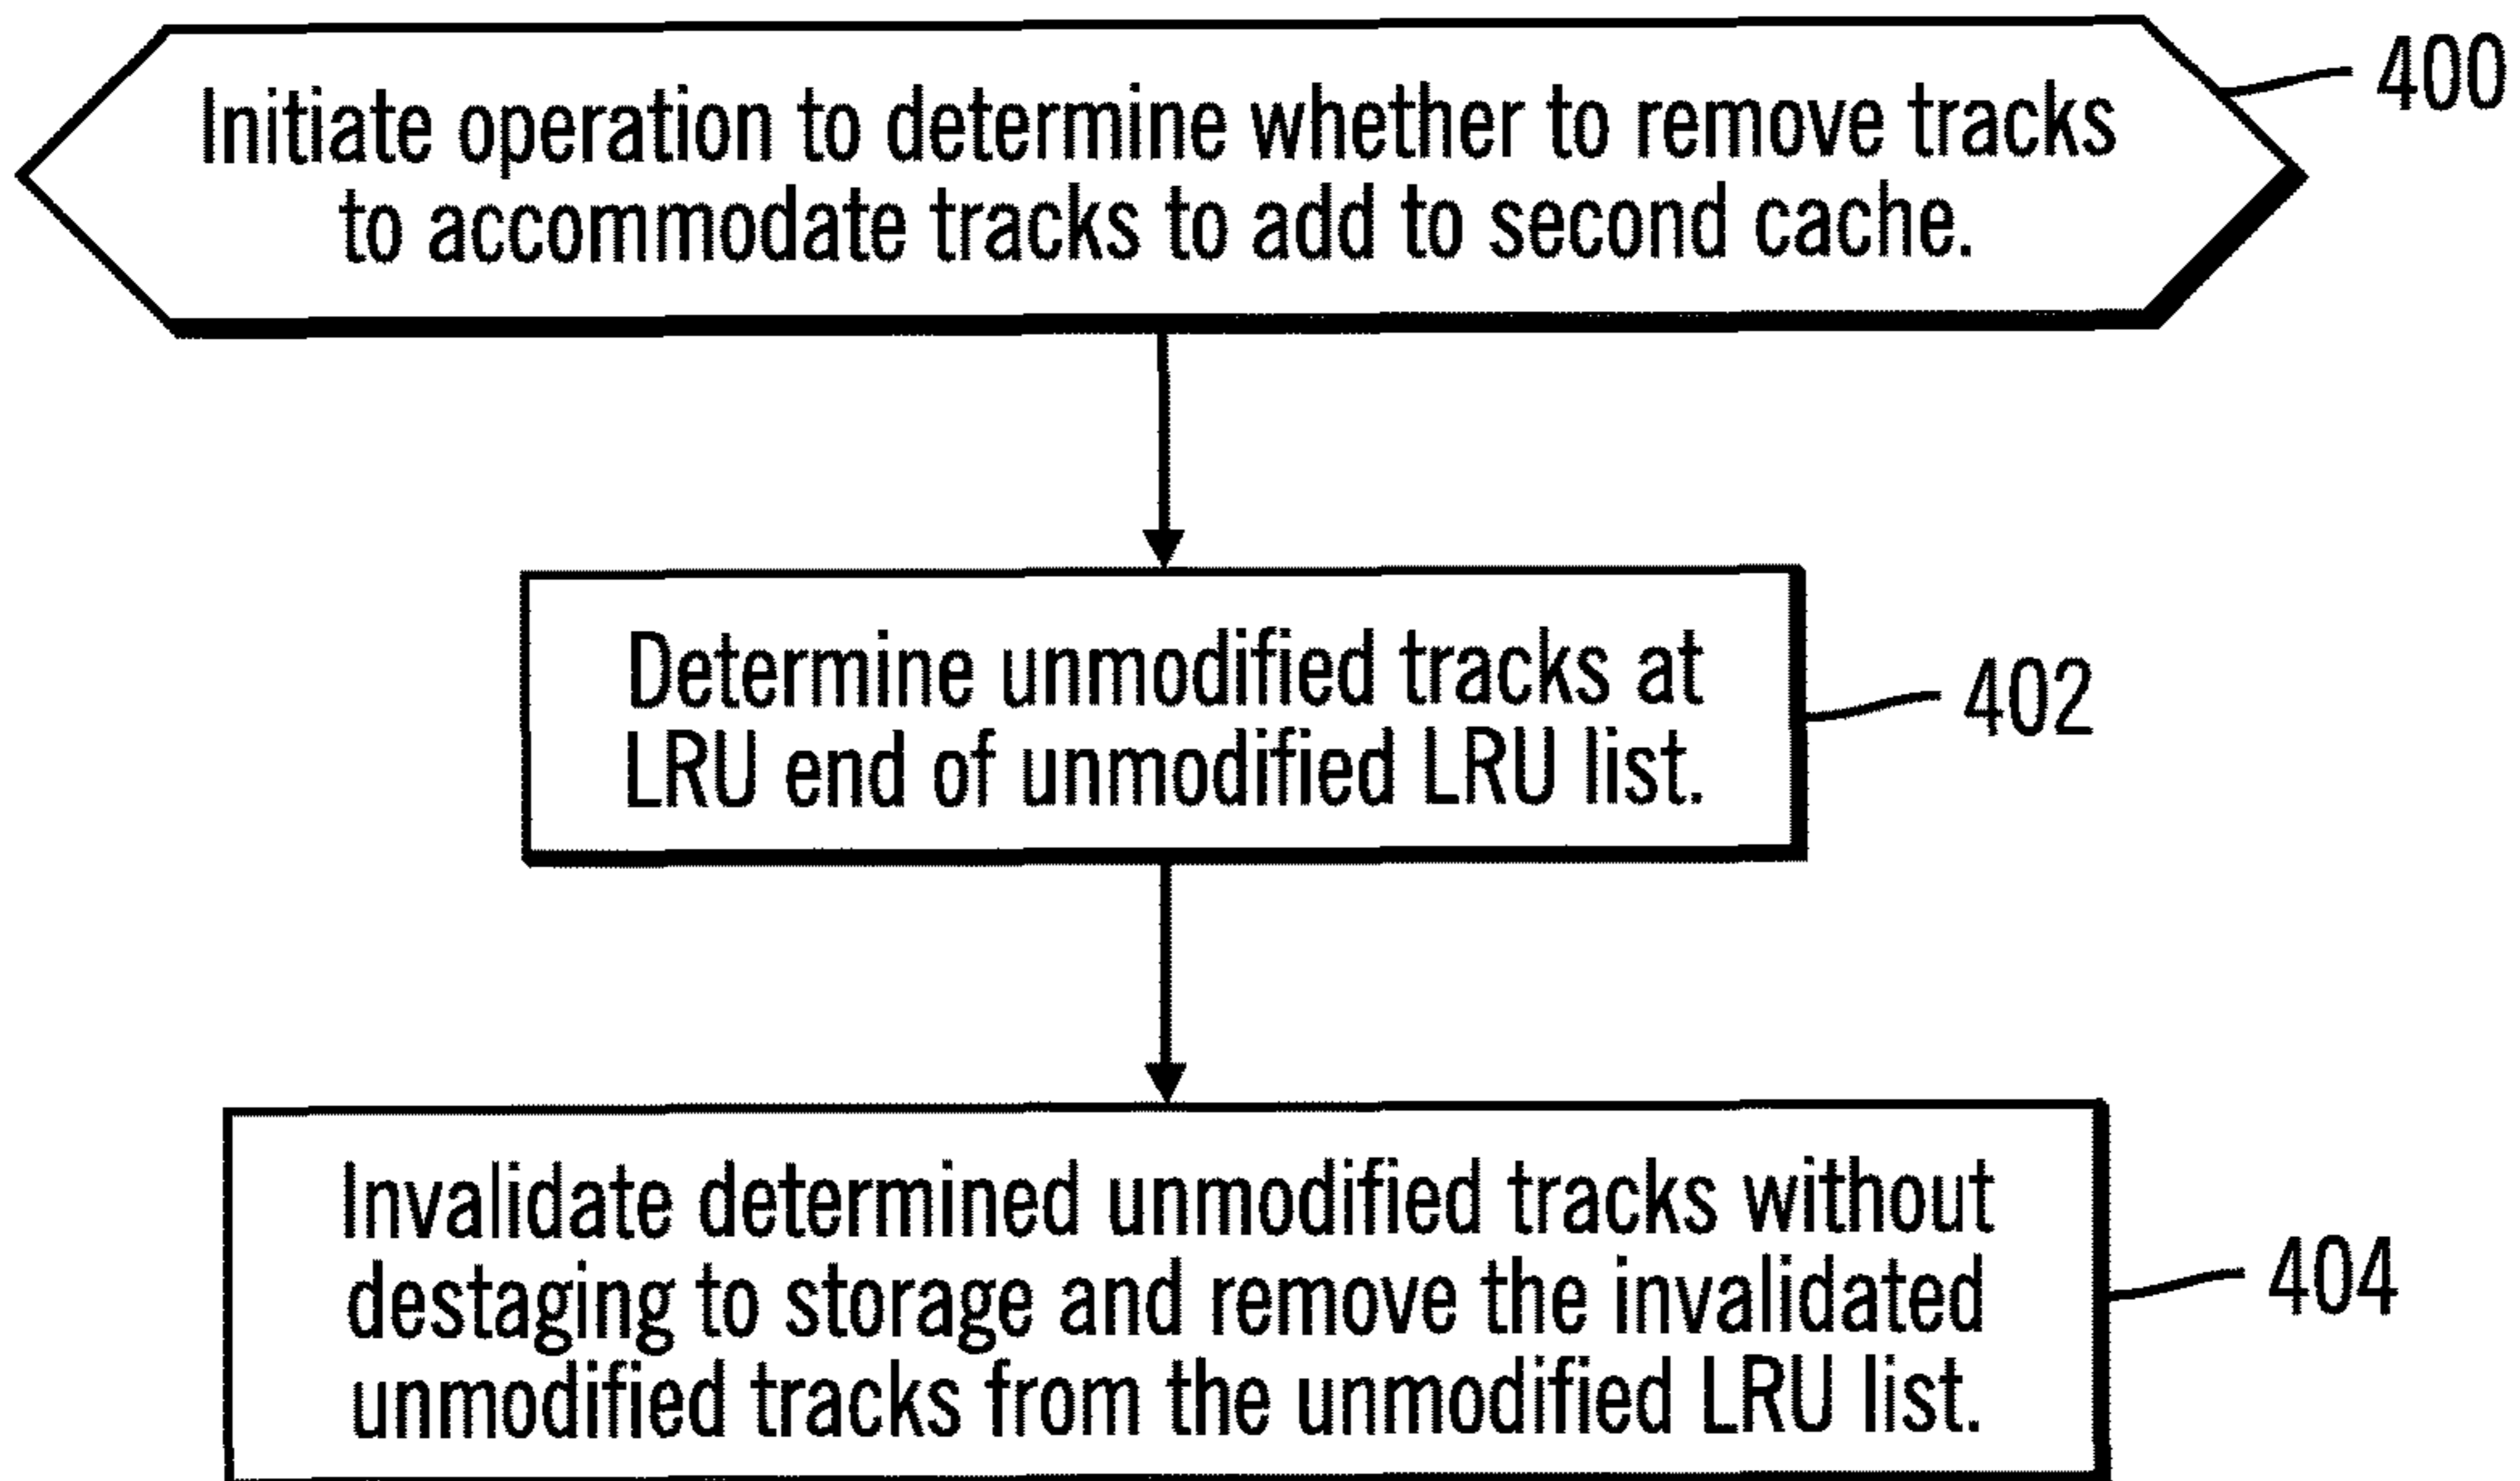 Initiate operation to determine whether to remove tracks
to accommodate tracks to add to second cache.
400
Determine unmodified tracks at
LRU end of unmodified LRU list.
402
Invalidate determined unmodified tracks without
destaging to storage and remove the invalidated
unmodified tracks from the unmodified LRU list.
404